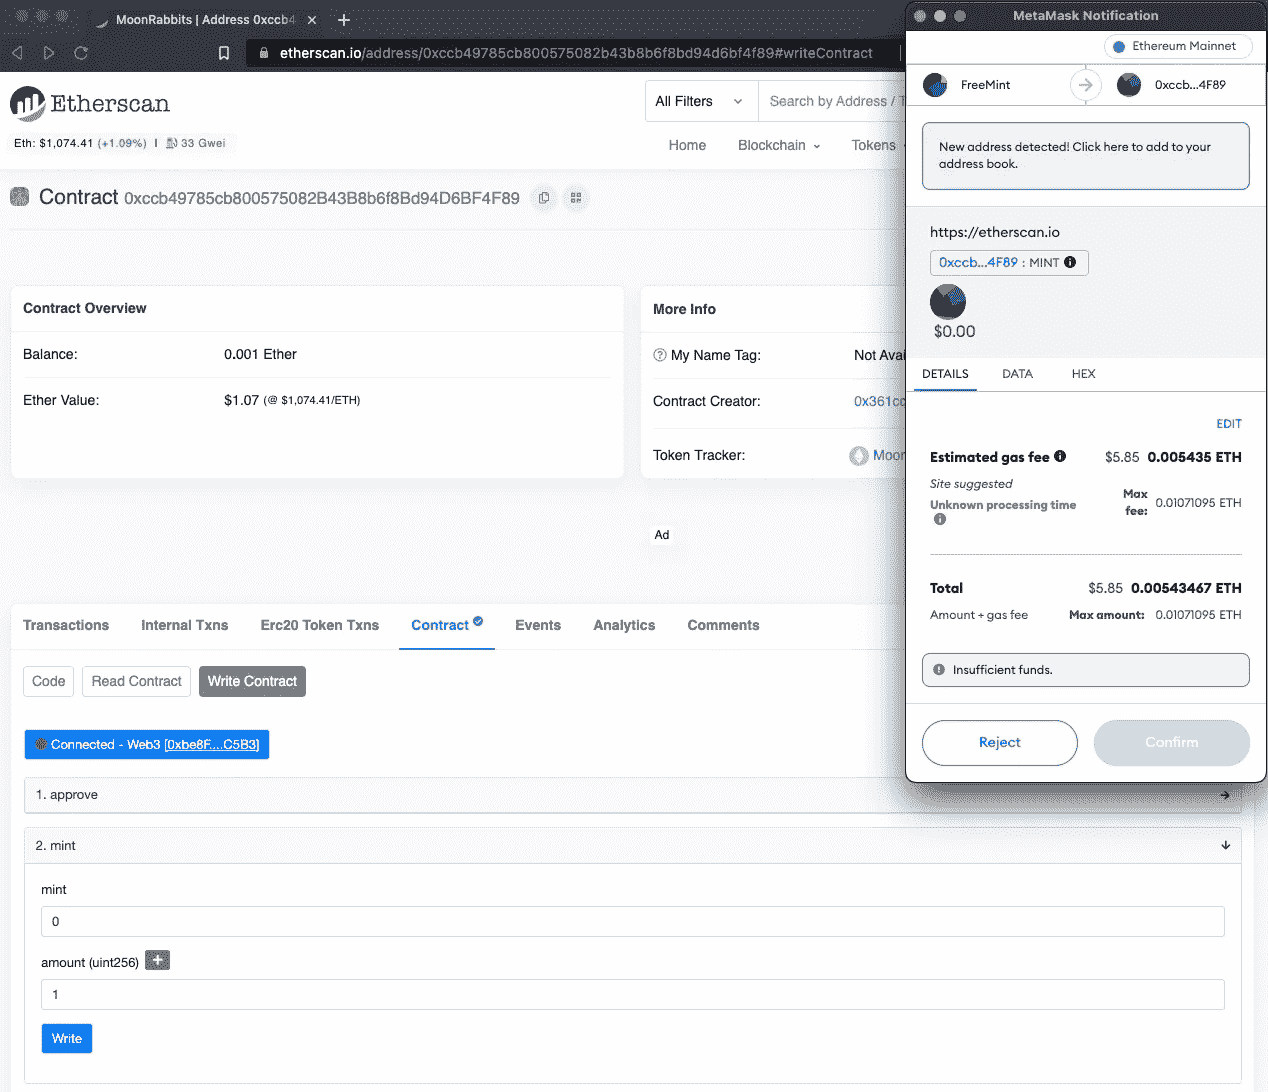 MoonRabbits | Address 0xccb4
etherscan.io/address/0xccb49785cb800575082b43b8b6f8bd94d6bf4f89#writeContract
Etherscan
All Filters
Search by Address / T
Eth: $1,074.41 (+1.09%) | 33 Gwei
Home
Blockchain
Tokens
Contract 0xccb49785cb800575082B43B8b6f8Bd94D6BF4F89
Contract Overview
Balance:
0.001 Ether
Ether Value:
$1.07 (@ $1,074.41/ETH)
More Info
My Name Tag:
Not Avai
Contract Creator:
0x361cc
Token Tracker:
Moon
Ad
Transactions
Internal Txns
Erc20 Token Txns
Contract
Events
Analytics
Comments
Code
Read Contract
Write Contract
Connected - Web3 [0xbe8F....C5B3]
1. approve
2. mint
mint
0
amount (uint256)
+
1
Write
MetaMask Notification
Ethereum Mainnet
FreeMint
0xccb...4F89
New address detected! Click here to add to your
address book.
https://etherscan.io
0xccb...4F89 : MINT
$0.00
DETAILS
DATA
HEX
EDIT
Estimated gas fee
$5.85 0.005435 ETH
Site suggested
Unknown processing time
Max
fee:
0.01071095 ETH
Total
$5.85 0.00543467 ETH
Amount + gas fee
Max amount: 0.01071095 ETH
Insufficient funds.
Reject
Confirm